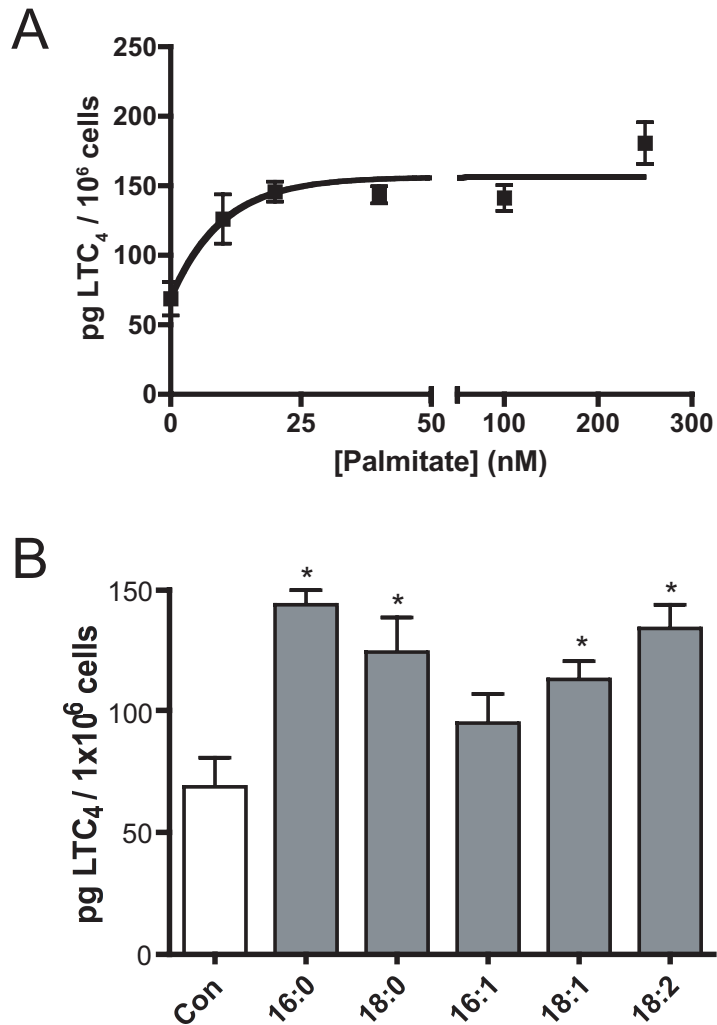 A
250
200
150
100
50
0
pg LTC₄ / 10⁶ cells
0 25 50 100 200 300
[Palmitate] (nM)
B
150
* * * *
100
50
0
pg LTC₄ / 1x10⁶ cells
Con 16:0 18:0 16:1 18:1 18:2